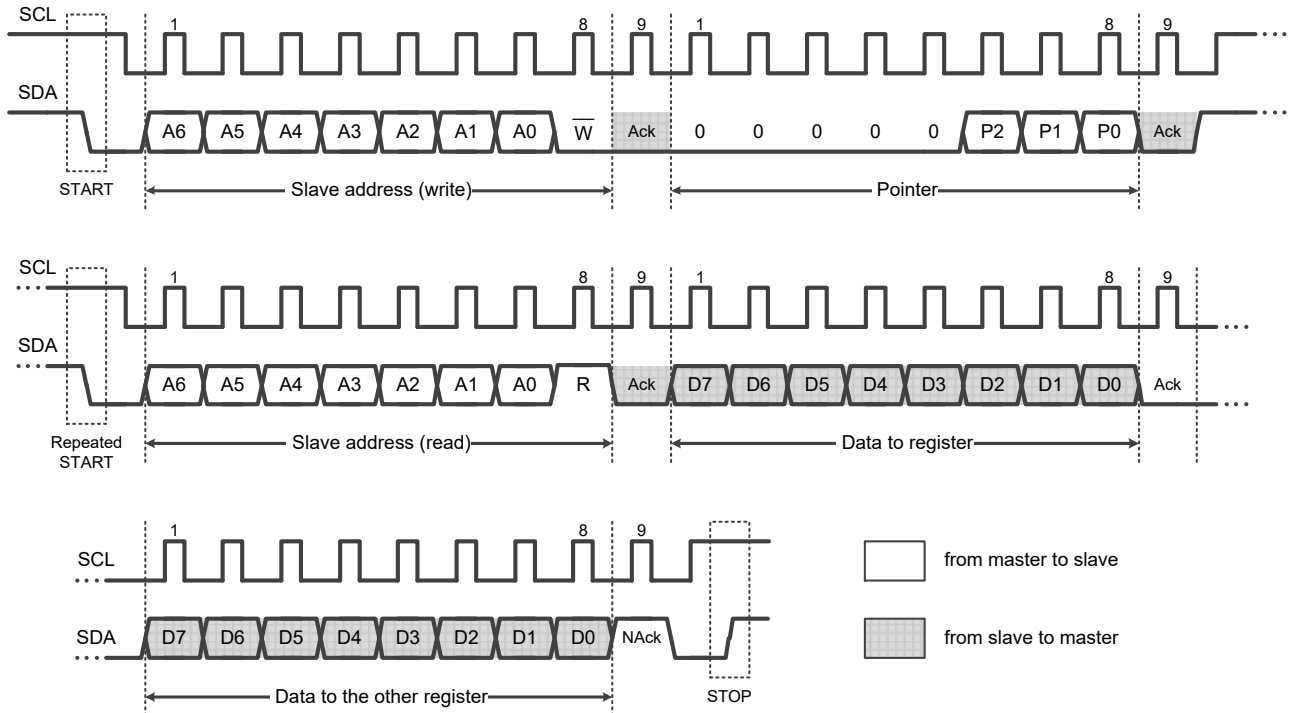 SCL 1 8 9 1 8 9
SDA A6 A5 A4 A3 A2 A1 A0 W̅ Ack 0 0 0 0 0 P2 P1 P0 Ack
START Slave address (write) Pointer
SCL 1 8 9 1 8 9
SDA A6 A5 A4 A3 A2 A1 A0 R Ack D7 D6 D5 D4 D3 D2 D1 D0 Ack
Repeated
START
Slave address (read) Data to register
SCL 1 8 9
from master to slave
SDA D7 D6 D5 D4 D3 D2 D1 D0 NAck
from slave to master
Data to the other register STOP